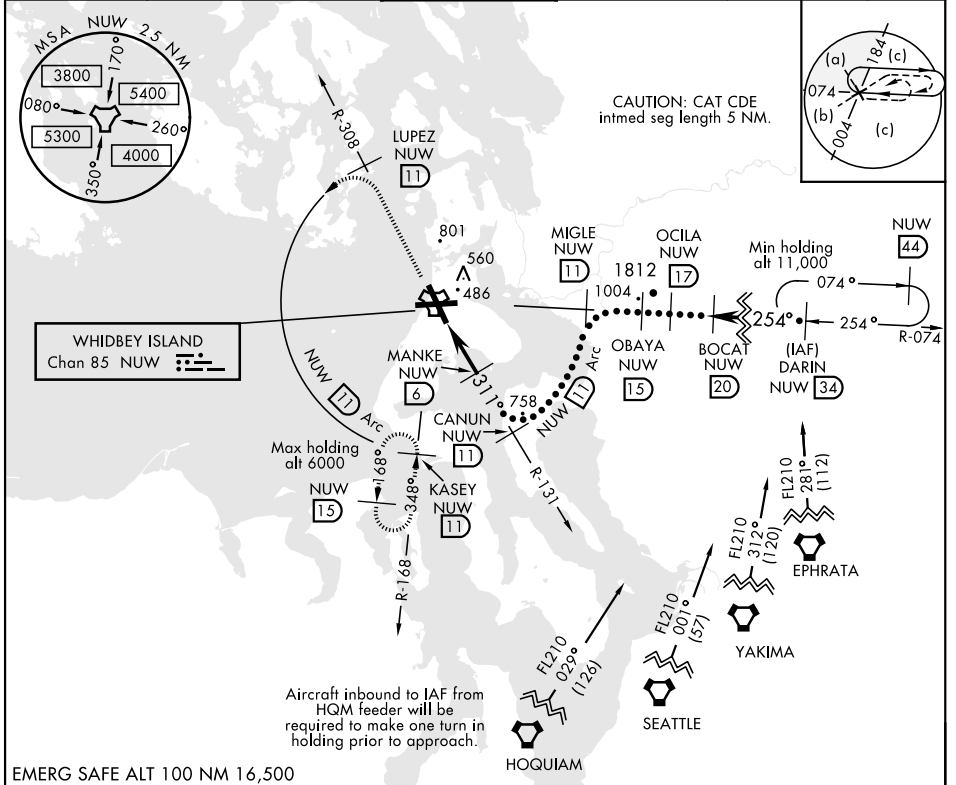 MSA NUW 25 NM
170°
3800
5400
080°
260°
5300
4000
350°
R-308
LUPEZ
NUW
11
CAUTION: CAT CDE
intmed seg length 5 NM.
(a)
184
(c)
074
(b)
004
(c)
801
560
486
MIGLE
NUW
11
1004
1812
OCILA
NUW
17
Min holding
alt 11,000
NUW
44
074°
254°
254°
R-074
OBAYA
NUW
15
BOCAT
NUW
20
(IAF)
DARIN
NUW 34
WHIDBEY ISLAND
Chan 85 NUW
MANKE
NUW
6
311°
758
NUW 11 Arc
CANUN
NUW
11
R-131
NUW 11 Arc
Max holding
alt 6000
168°
348°
NUW
15
KASEY
NUW
11
R-168
FL210
281°
(112)
EPHRATA
FL210
312°
(120)
YAKIMA
FL210
001°
(57)
SEATTLE
FL210
029°
(126)
HOQUIAM
Aircraft inbound to IAF from
HQM feeder will be
required to make one turn in
holding prior to approach.
EMERG SAFE ALT 100 NM 16,500